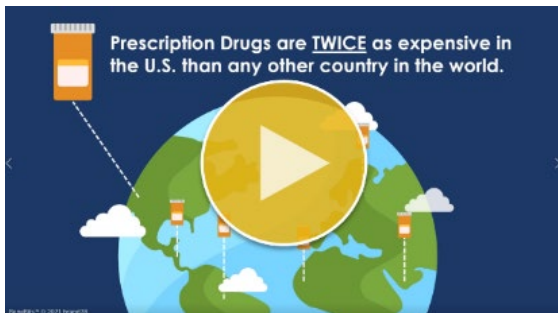 Prescription Drugs are TWICE as expensive in
the U.S. than any other country in the world.